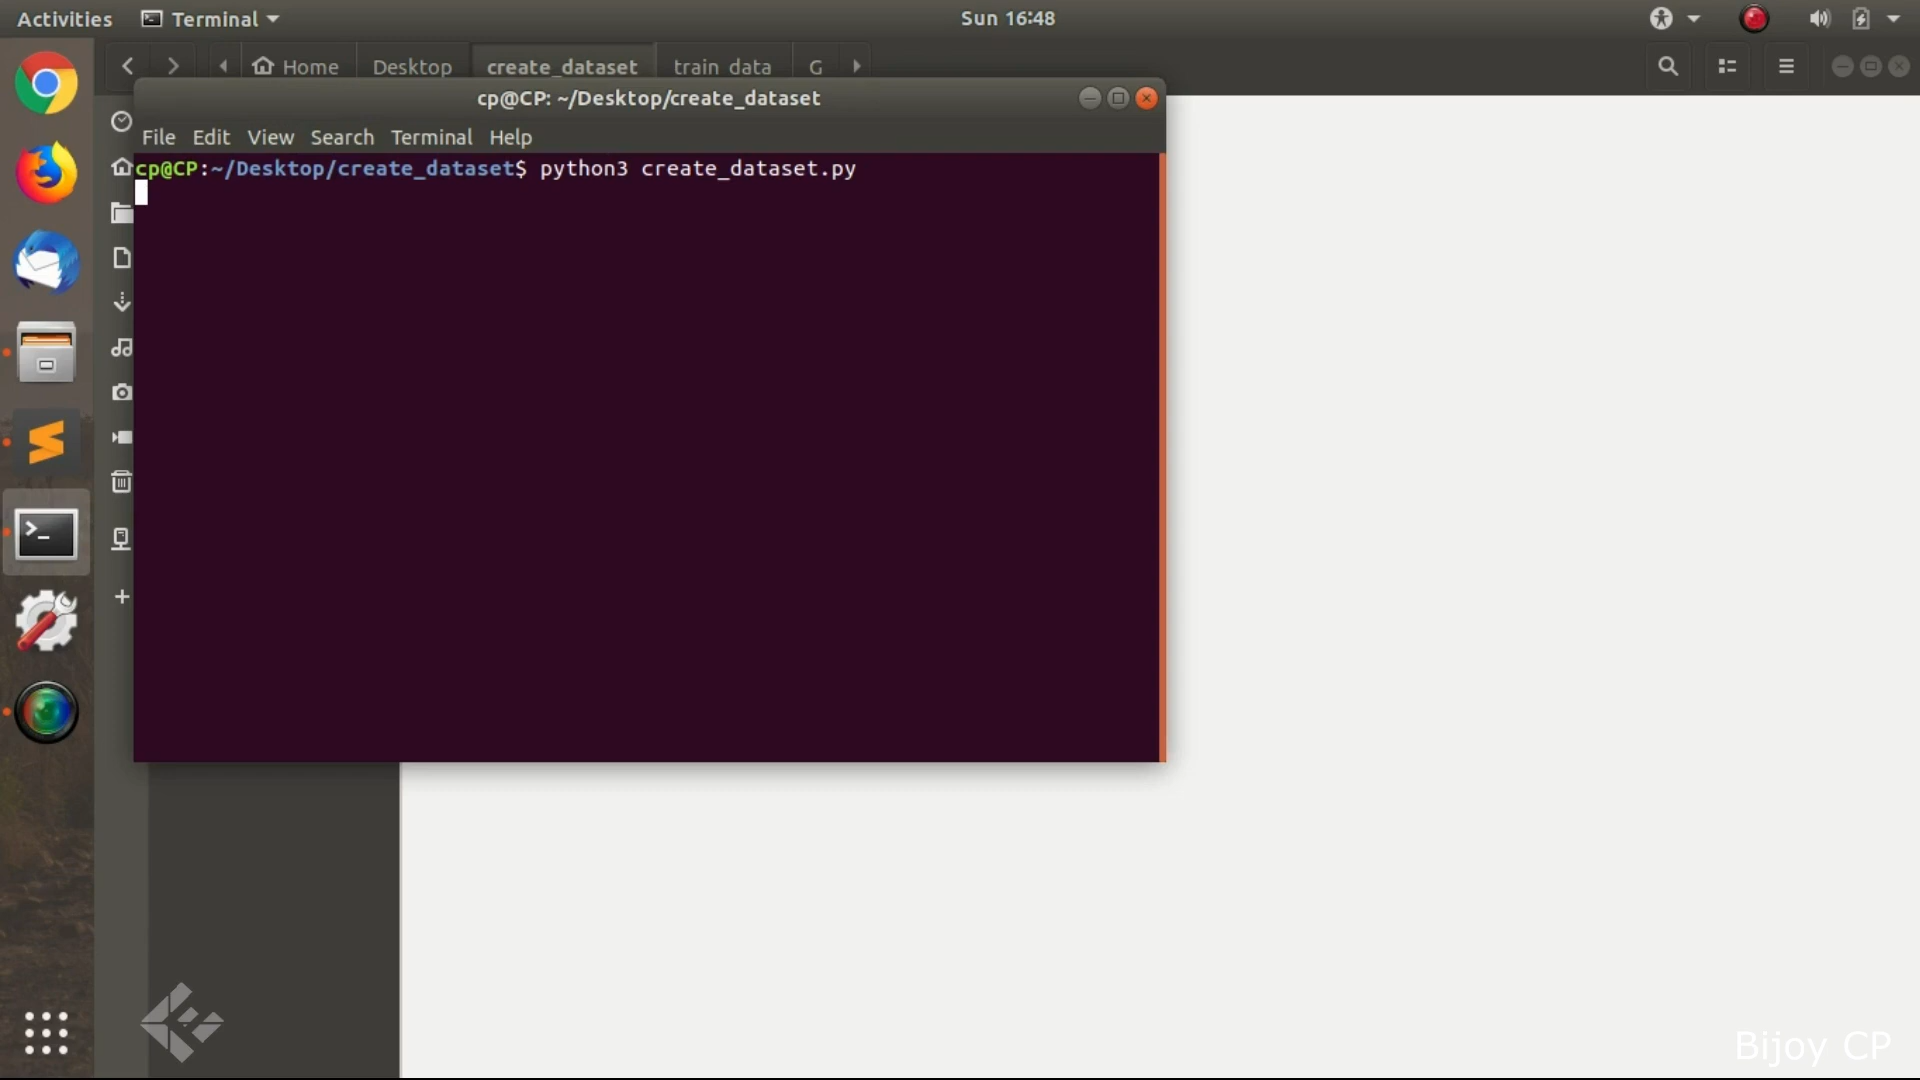 Activities Terminal Sun 16:48
Home Desktop create_dataset train data G
cp@CP: ~/Desktop/create_dataset
File Edit View Search Terminal Help
cp@CP:~/Desktop/create_dataset$ python3 create_dataset.py
Bijoy CP